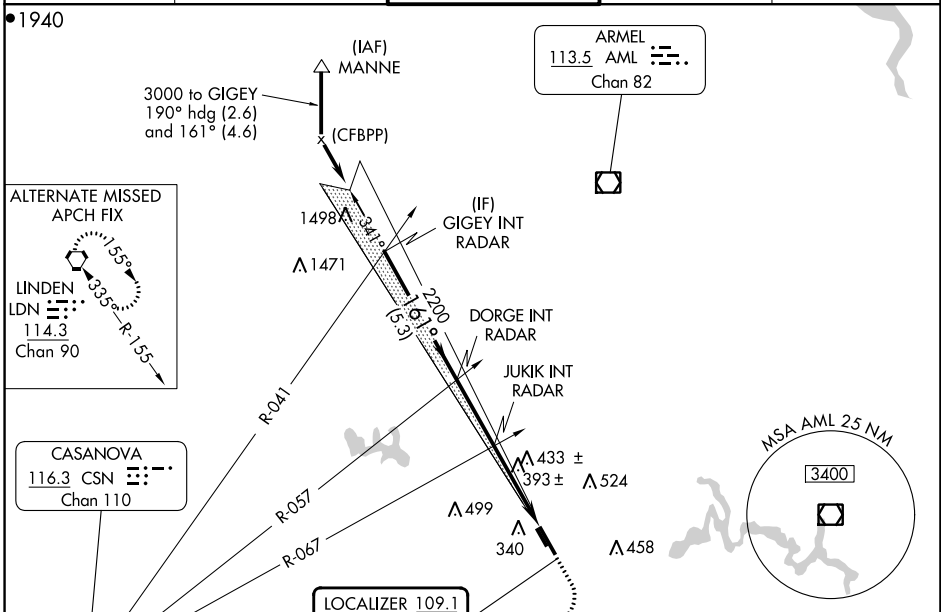 1940
(IAF)
MANNE
3000 to GIGEY
190° hdg (2.6)
and 161° (4.6)
(CFBPP)
ARMEL
113.5 AML
Chan 82
ALTERNATE MISSED
APCH FIX
155°
335°
R-155
LINDEN
LDN
114.3
Chan 90
1498
341°
1471
(IF)
GIGEY INT
RADAR
2200
161°
(5.3)
DORGE INT
RADAR
JUKIK INT
RADAR
R-041
R-057
R-067
CASANOVA
116.3 CSN
Chan 110
433 ±
393 ±
524
499
340
458
MSA AML 25 NM
3400
LOCALIZER 109.1